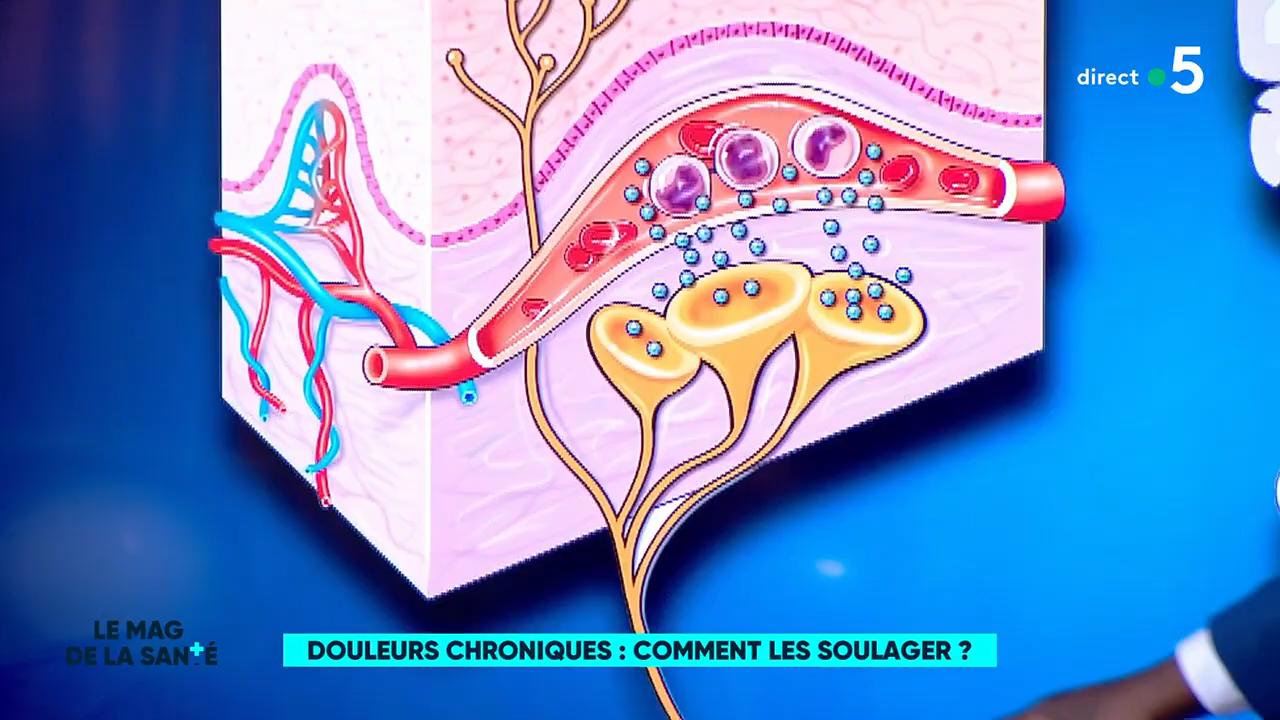 direct 5
LE MAG
DE LA SANTÉ
DOULEURS CHRONIQUES : COMMENT LES SOULAGER ?